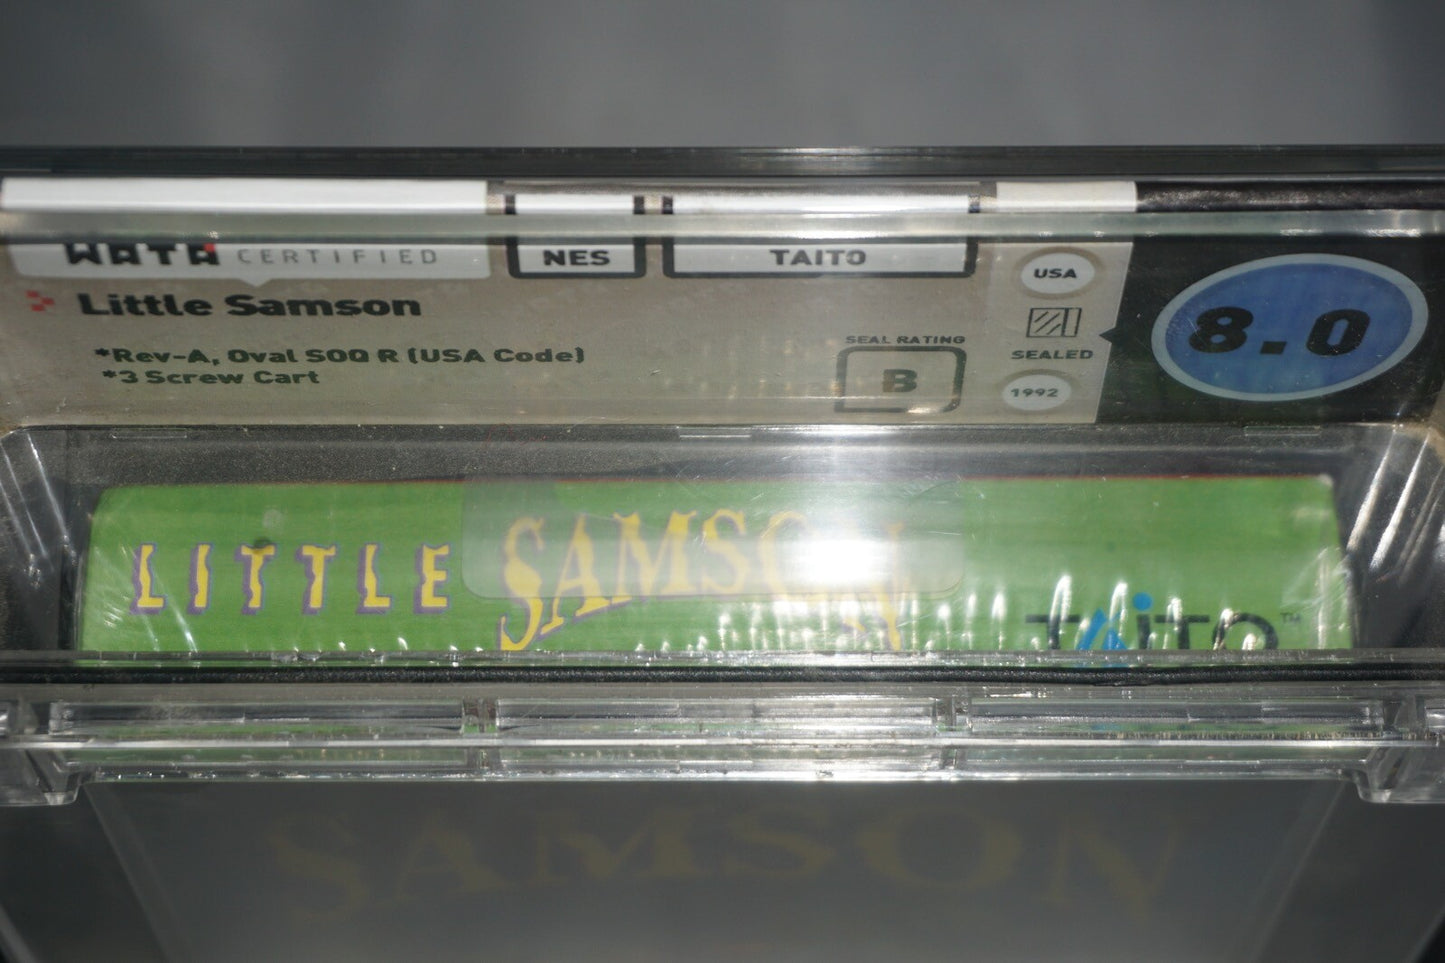 WATA CERTIFIED
NES
TAITO
USA
Little Samson
*Rev-A, Oval SOQ R (USA Code)
*3 Screw Cart
SEAL RATING
B
SEALED
1992
8.0
LITTLE SAMSON
TAITO™
SAMSON